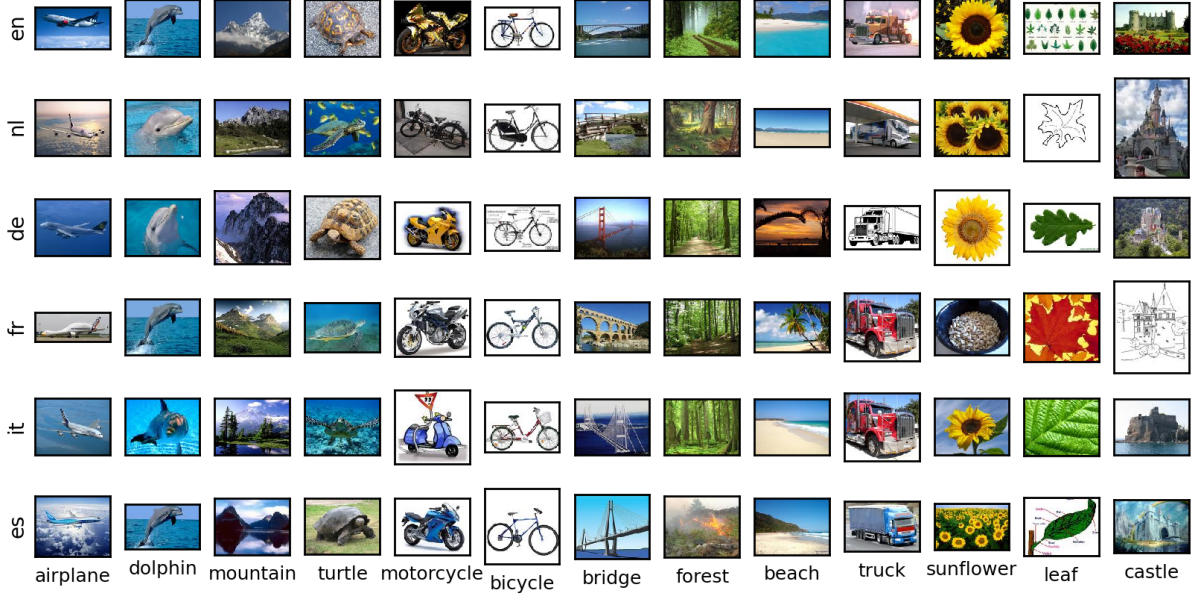 en
nl
de
fr
it
es
airplane dolphin mountain turtle motorcycle bicycle bridge forest beach truck sunflower leaf castle